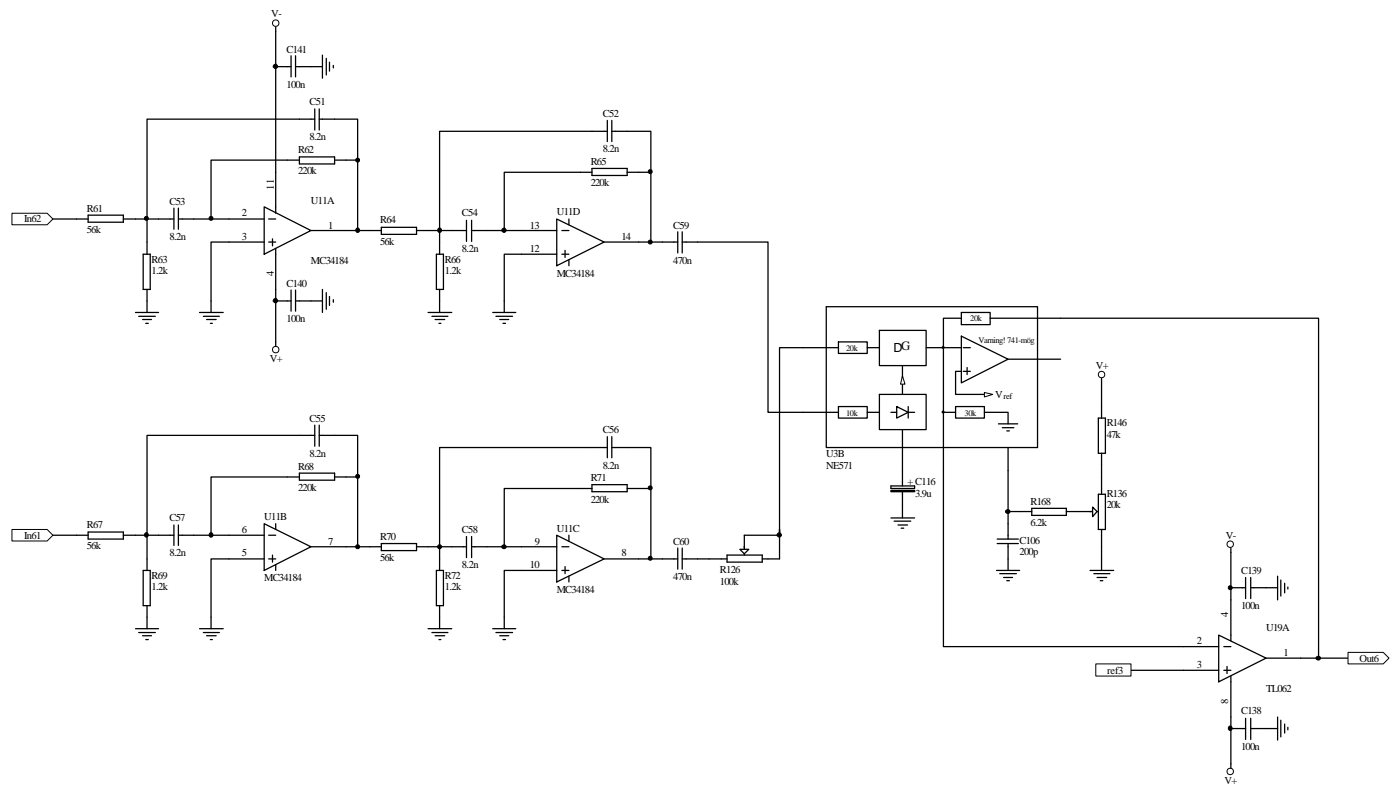 V-
C141
100n
C51
8.2n
C52
8.2n
R62
220k
R65
220k
11
U11A
In62
R61
56k
C53
8.2n
2
3
1
R63
1.2k
MC34184
4
C140
100n
V+
R64
56k
C54
8.2n
U11D
13
12
14
R66
1.2k
MC34184
C59
470n
20k
DG
20k
Varning! 741-mög
Vref
10k
30k
U3B
NE571
+
C116
3.9u
V+
R146
47k
R168
6.2k
R136
20k
C106
200p
C55
8.2n
C56
8.2n
R68
220k
R71
220k
In61
R67
56k
C57
8.2n
U11B
6
5
7
R69
1.2k
MC34184
R70
56k
C58
8.2n
U11C
9
10
8
R72
1.2k
MC34184
C60
470n
R126
100k
V-
C139
100n
4
U19A
2
3
1
ref3
Out6
TL062
8
C138
100n
V+